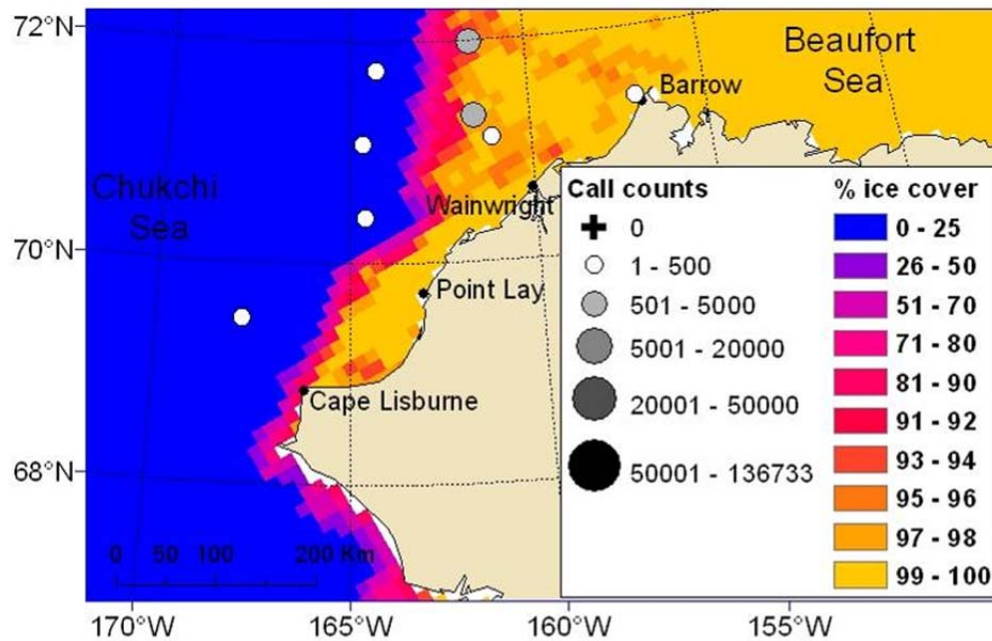 72°N
70°N
68°N
170°W
165°W
160°W
155°W
Beaufort
Sea
Barrow
Chukchi
Sea
Wainwright
Point Lay
Cape Lisburne
0 50 100 200 Km
Call counts
0
1 - 500
501 - 5000
5001 - 20000
20001 - 50000
50001 - 136733
% ice cover
0 - 25
26 - 50
51 - 70
71 - 80
81 - 90
91 - 92
93 - 94
95 - 96
97 - 98
99 - 100